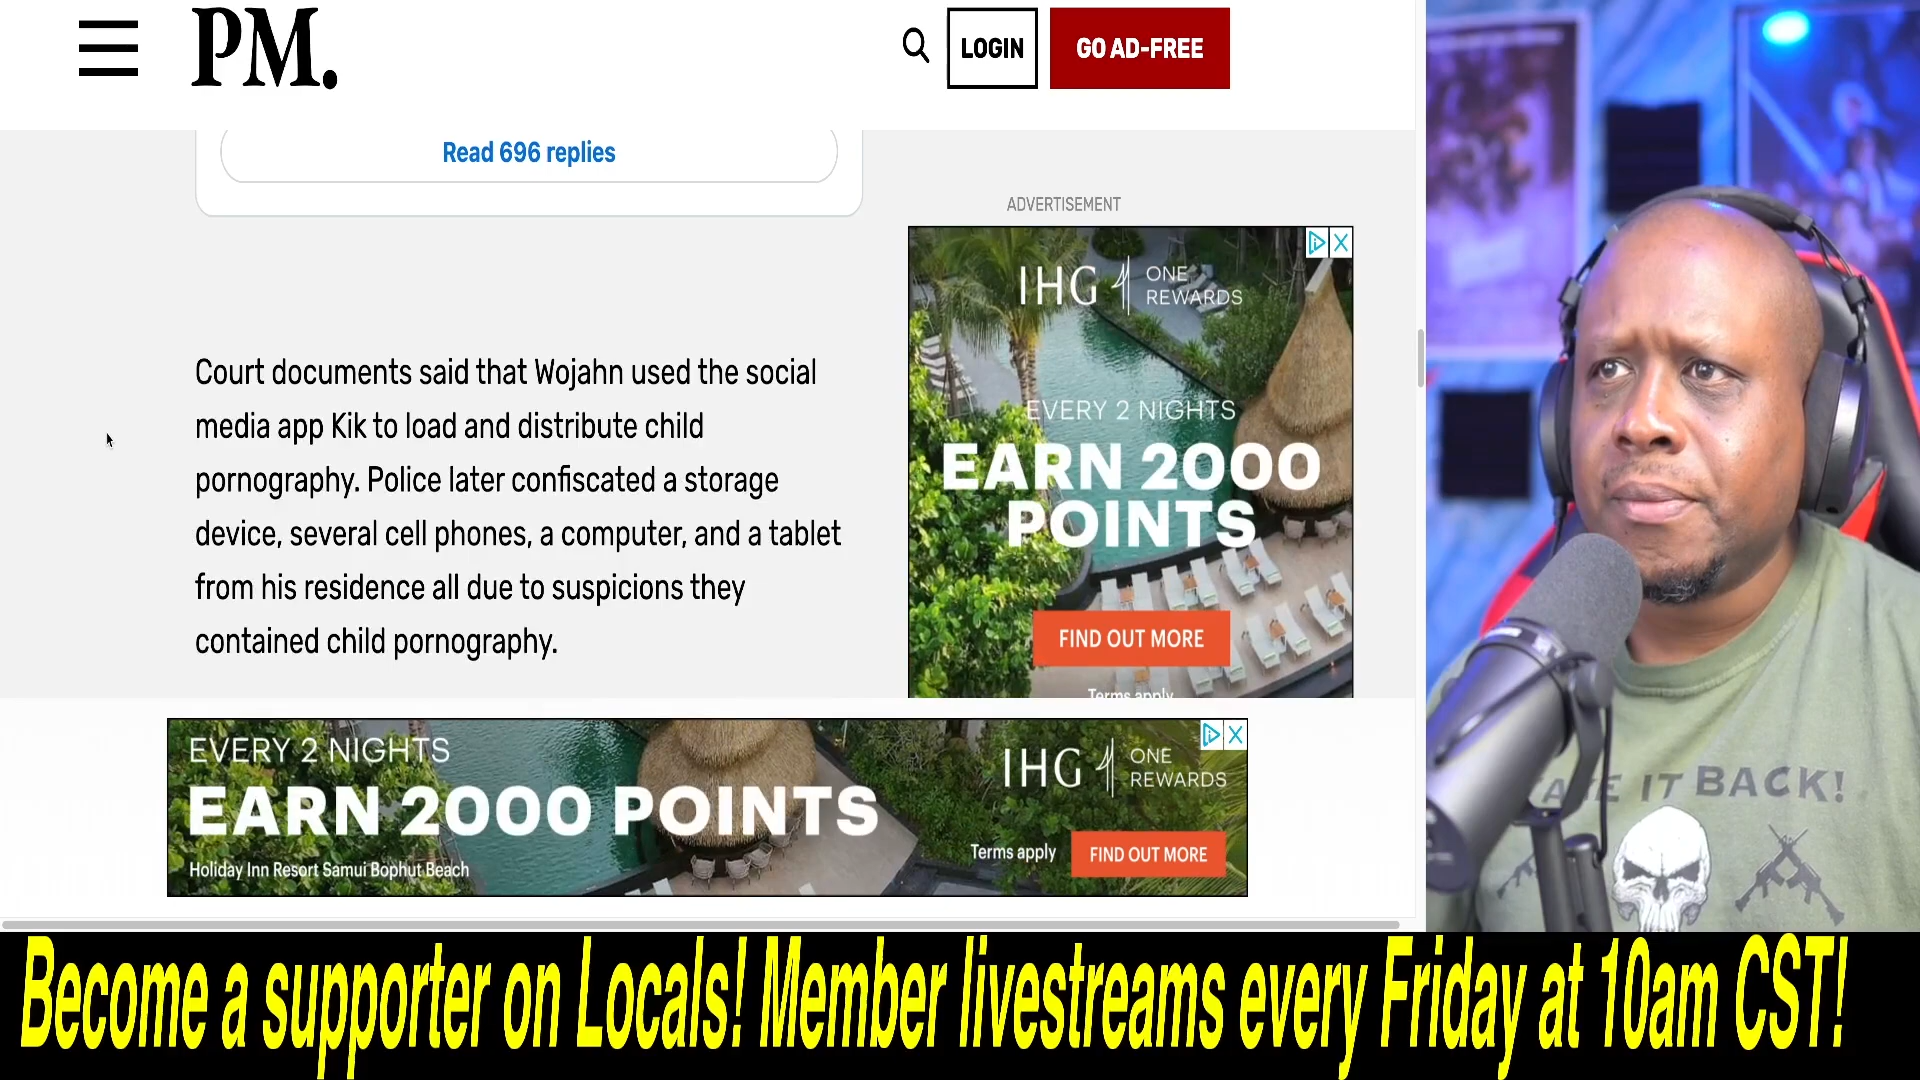 PM.
LOGIN
GO AD-FREE
Read 696 replies
ADVERTISEMENT
IHG ONE
REWARDS
EVERY 2 NIGHTS
EARN 2000
POINTS
FIND OUT MORE
Terms apply
Court documents said that Wojahn used the social
media app Kik to load and distribute child
pornography. Police later confiscated a storage
device, several cell phones, a computer, and a tablet
from his residence all due to suspicions they
contained child pornography.
EVERY 2 NIGHTS
EARN 2000 POINTS
Holiday Inn Resort Samui Bophut Beach
IHG ONE
REWARDS
Terms apply
FIND OUT MORE
IT BACK!
Become a supporter on Locals! Member livestreams every Friday at 10am CST!